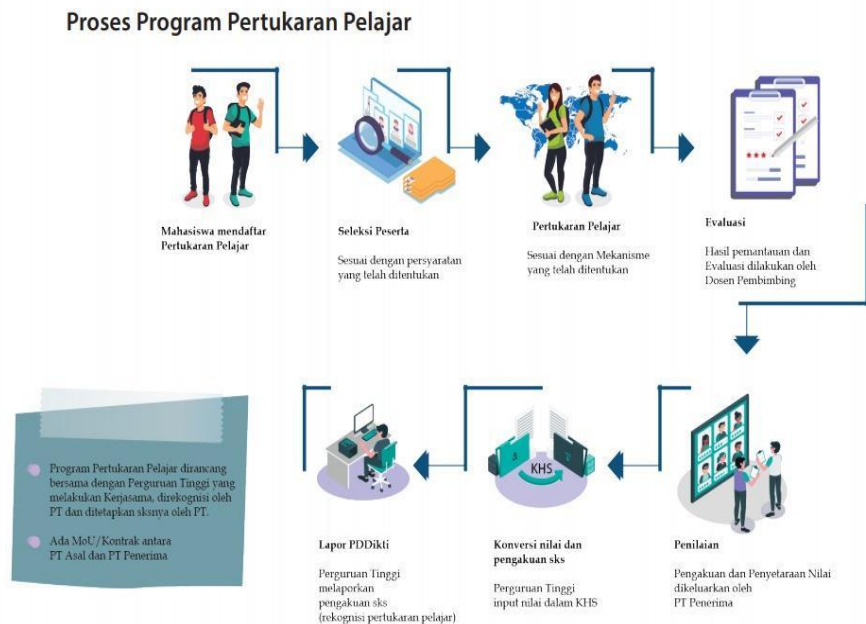 Proses Program Pertukaran Pelajar
Mahasiswa mendaftar
Pertukaran Pelajar
Seleksi Peserta
Sesuai dengan persyaratan
yang telah ditentukan
Pertukaran Pelajar
Sesuai dengan Mekanisme
yang telah ditentukan
Evaluasi
Hasil pemantauan dan
Evaluasi dilakukan oleh
Dosen Pembimbing
Program Pertukaran Pelajar dirancang
bersama dengan Perguruan Tinggi yang
melakukan Kerjasama, direkognisi oleh
PT dan ditetapkan sksnya oleh PT.
Ada MoU/Kontrak antara
PT Asal dan PT Penerima
Lapor PDDikti
Perguruan Tinggi
melaporkan
pengakuan sks
(rekognisi pertukaran pelajar)
KHS
Konversi nilai dan
pengakuan sks
Perguruan Tinggi
input nilai dalam KHS
Penilaian
Pengakuan dan Penyetaraan Nilai
dikeluarkan oleh
PT Penerima